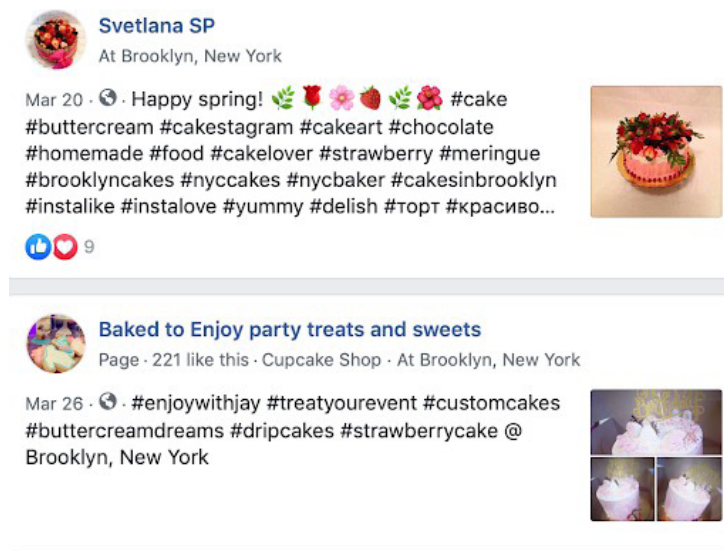 Svetlana SP
At Brooklyn, New York
Mar 20 · Happy spring! 🌿🌹🌸🍓🌿🌺 #cake
#buttercream #cakestagram #cakeart #chocolate
#homemade #food #cakelover #strawberry #meringue
#brooklyncakes #nyccakes #nycbaker #cakesinbrooklyn
#instalike #instalove #yummy #delish #торт #красиво...
9
Baked to Enjoy party treats and sweets
Page · 221 like this · Cupcake Shop · At Brooklyn, New York
Mar 26 · #enjoywithjay #treatyourevent #customcakes
#buttercreamdreams #dripcakes #strawberrycake @
Brooklyn, New York